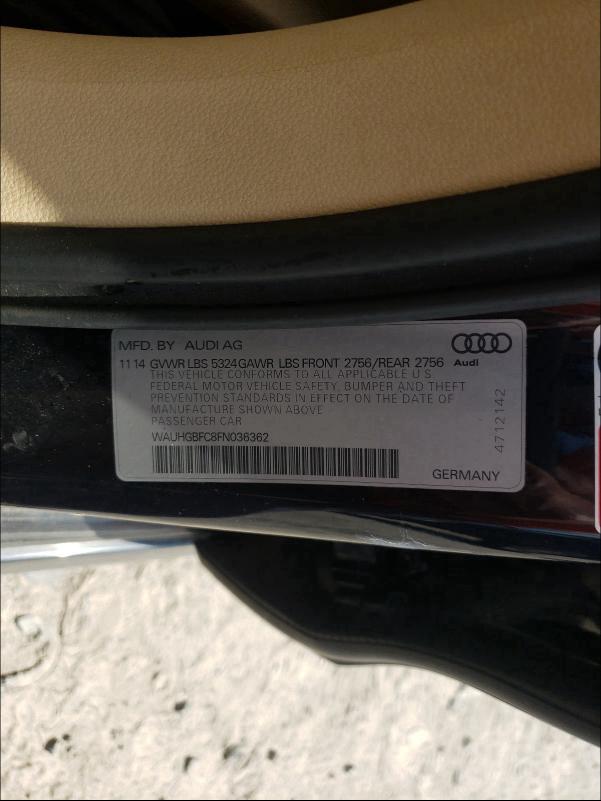 MFD. BY AUDI AG
11 14 GVWR LBS 5324 GAWR LBS FRONT 2756/REAR 2756 Audi
THIS VEHICLE CONFORMS TO ALL APPLICABLE U S
FEDERAL MOTOR VEHICLE SAFETY, BUMPER AND THEFT
PREVENTION STANDARDS IN EFFECT ON THE DATE OF
MANUFACTURE SHOWN ABOVE
PASSENGER CAR
WAUHGBFC8FN036362
GERMANY
4712142